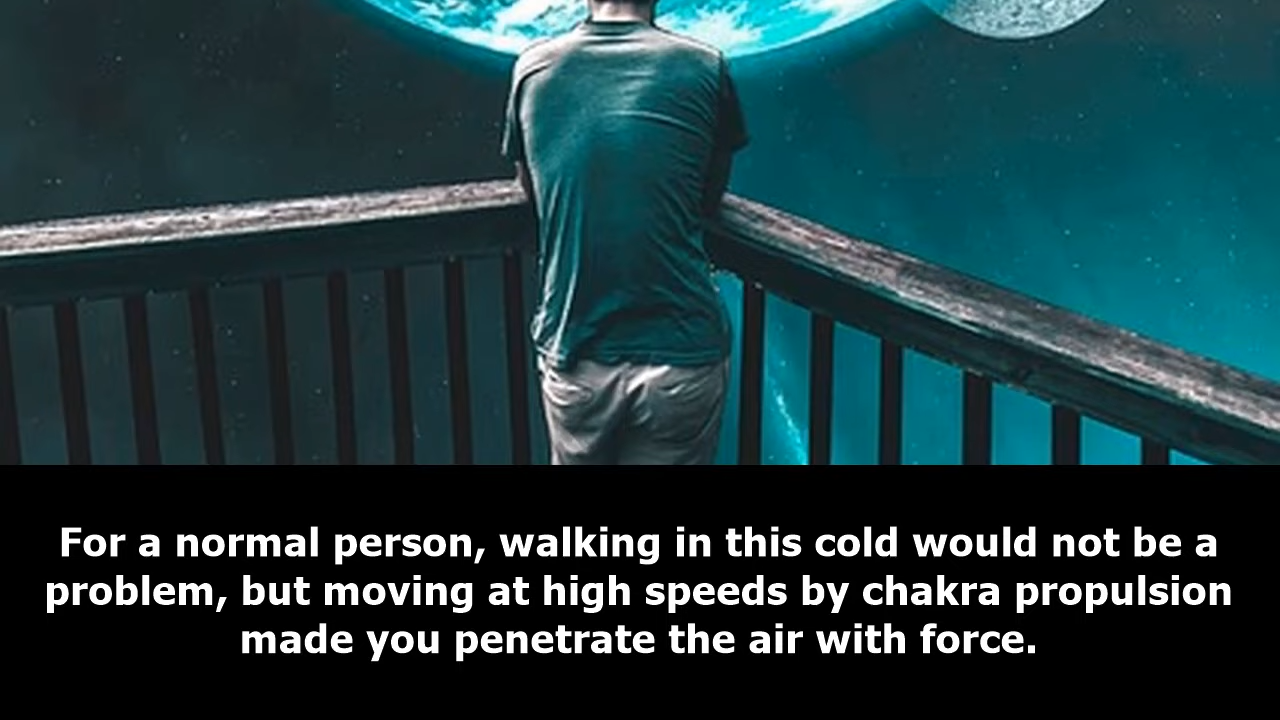 For a normal person, walking in this cold would not be a
problem, but moving at high speeds by chakra propulsion
made you penetrate the air with force.